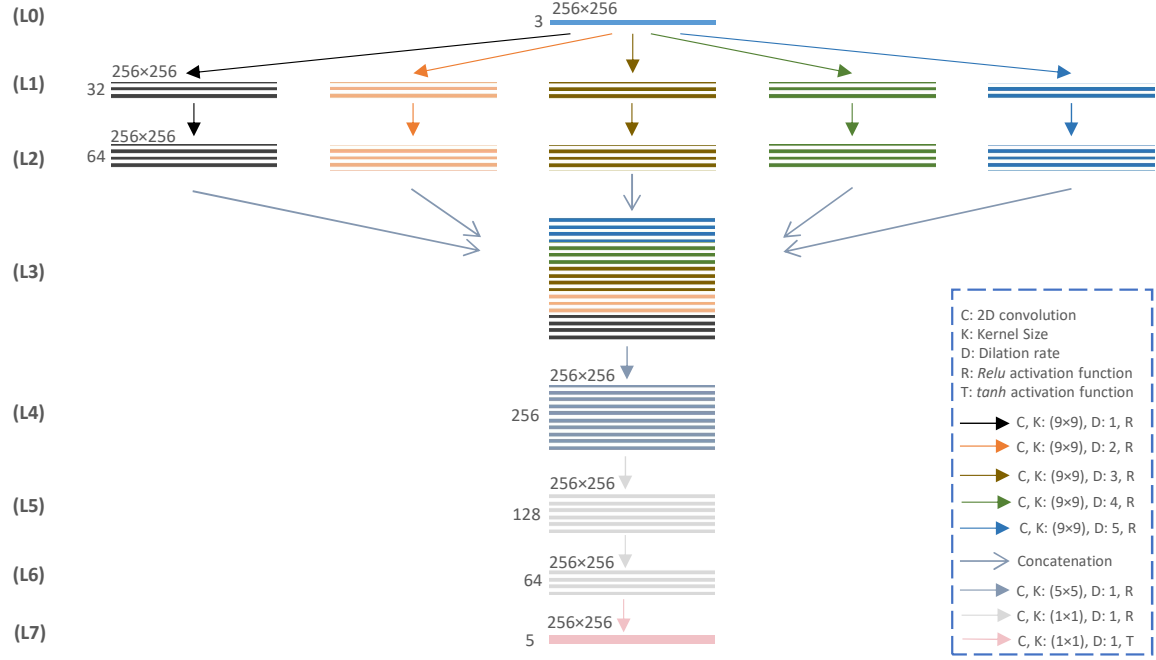 (L0)
256×256
3
(L1)
256×256
32
(L2)
256×256
64
(L3)
(L4)
256×256
256
(L5)
256×256
128
(L6)
256×256
64
(L7)
256×256
5
C: 2D convolution
K: Kernel Size
D: Dilation rate
R: Relu activation function
T: tanh activation function
C, K: (9×9), D: 1, R
C, K: (9×9), D: 2, R
C, K: (9×9), D: 3, R
C, K: (9×9), D: 4, R
C, K: (9×9), D: 5, R
Concatenation
C, K: (5×5), D: 1, R
C, K: (1×1), D: 1, R
C, K: (1×1), D: 1, T